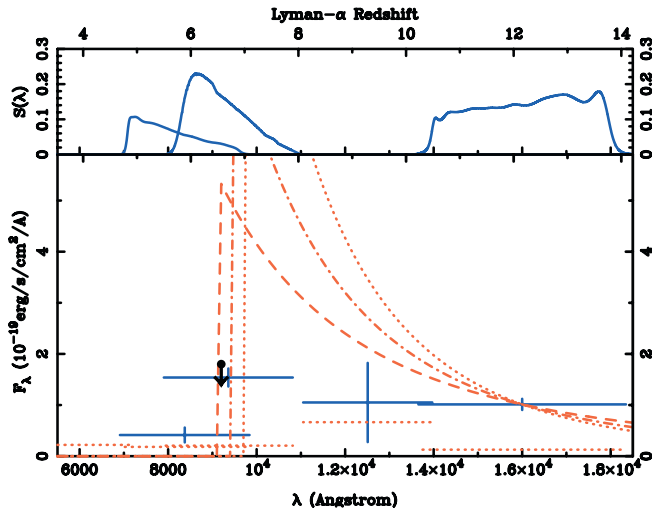 Lyman-α Redshift
4 6 8 10 12 14
S(λ)
0 0.1 0.2 0.3
0 0.1 0.2 0.3
F_λ (10^-19 erg/s/cm^2/A)
0 2 4
0 2 4
6000 8000 10^4 1.2×10^4 1.4×10^4 1.6×10^4 1.8×10^4
λ (Angstrom)